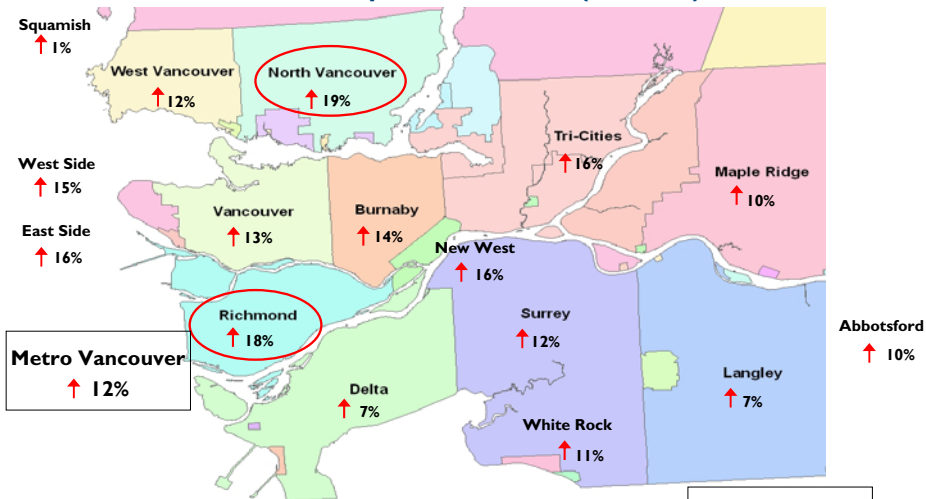 Squamish
1%
West Vancouver
12%
North Vancouver
19%
Tri-Cities
16%
Maple Ridge
10%
West Side
15%
East Side
16%
Vancouver
13%
Burnaby
14%
New West
16%
Richmond
18%
Surrey
12%
Abbotsford
10%
Metro Vancouver
12%
Langley
7%
Delta
7%
White Rock
11%